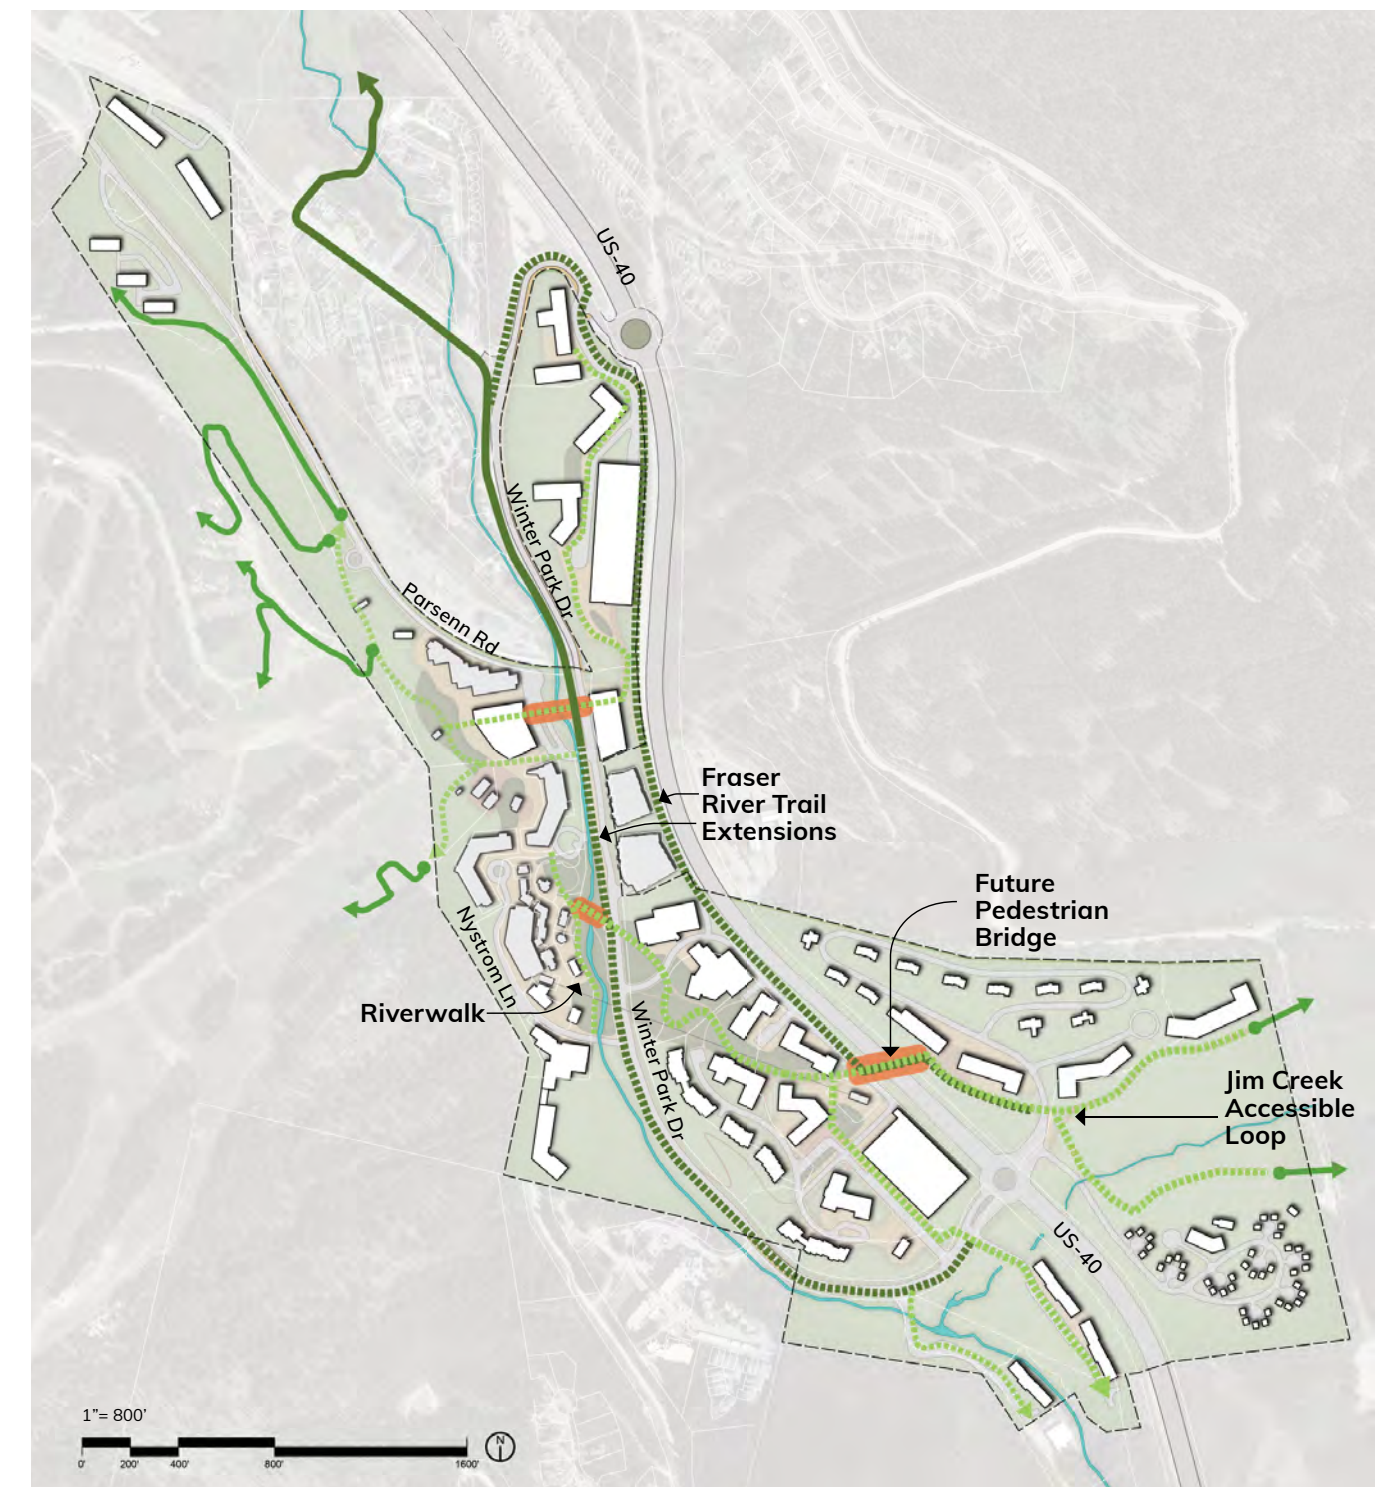 US-40
Winter Park Dr
Parsenn Rd
Fraser
River Trail
Extensions
Future
Pedestrian
Bridge
Nystrom Ln
Riverwalk
Winter Park Dr
Jim Creek
Accessible
Loop
US-40
1”= 800’
0’ 200’ 400’ 800’ 1600’
N